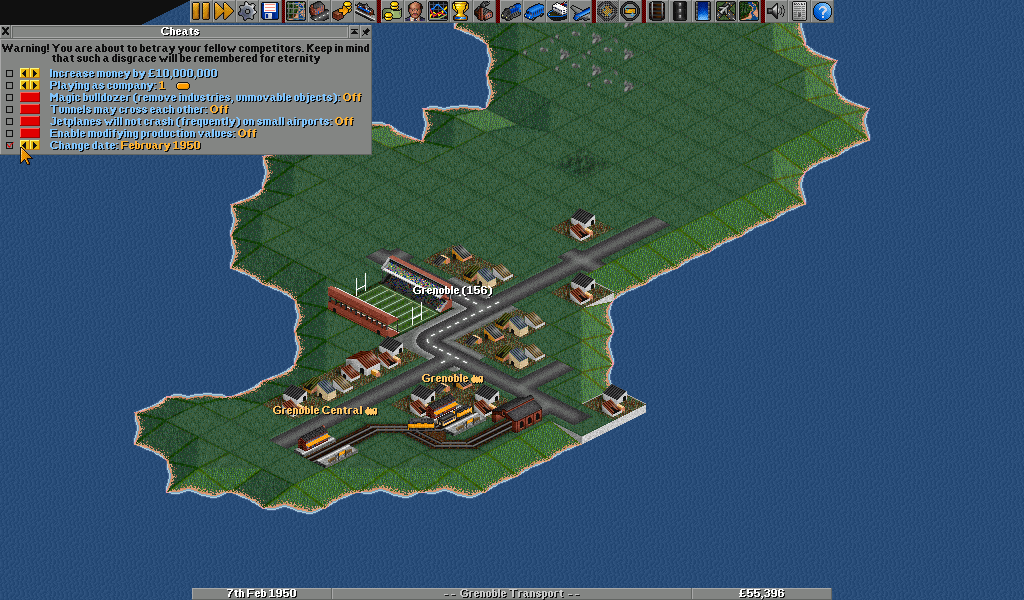 Cheats
Warning! You are about to betray your fellow competitors. Keep in mind
that such a disgrace will be remembered for eternity
Increase money by £10,000,000
Playing as company: 1
Magic bulldozer (remove industries, unmovable objects): Off
Tunnels may cross each other: Off
Jetplanes will not crash (frequently) on small airports: Off
Enable modifying production values: Off
Change date: February 1950
Grenoble (156)
Grenoble
Grenoble Central
7th Feb 1950
-- Grenoble Transport --
£55,396